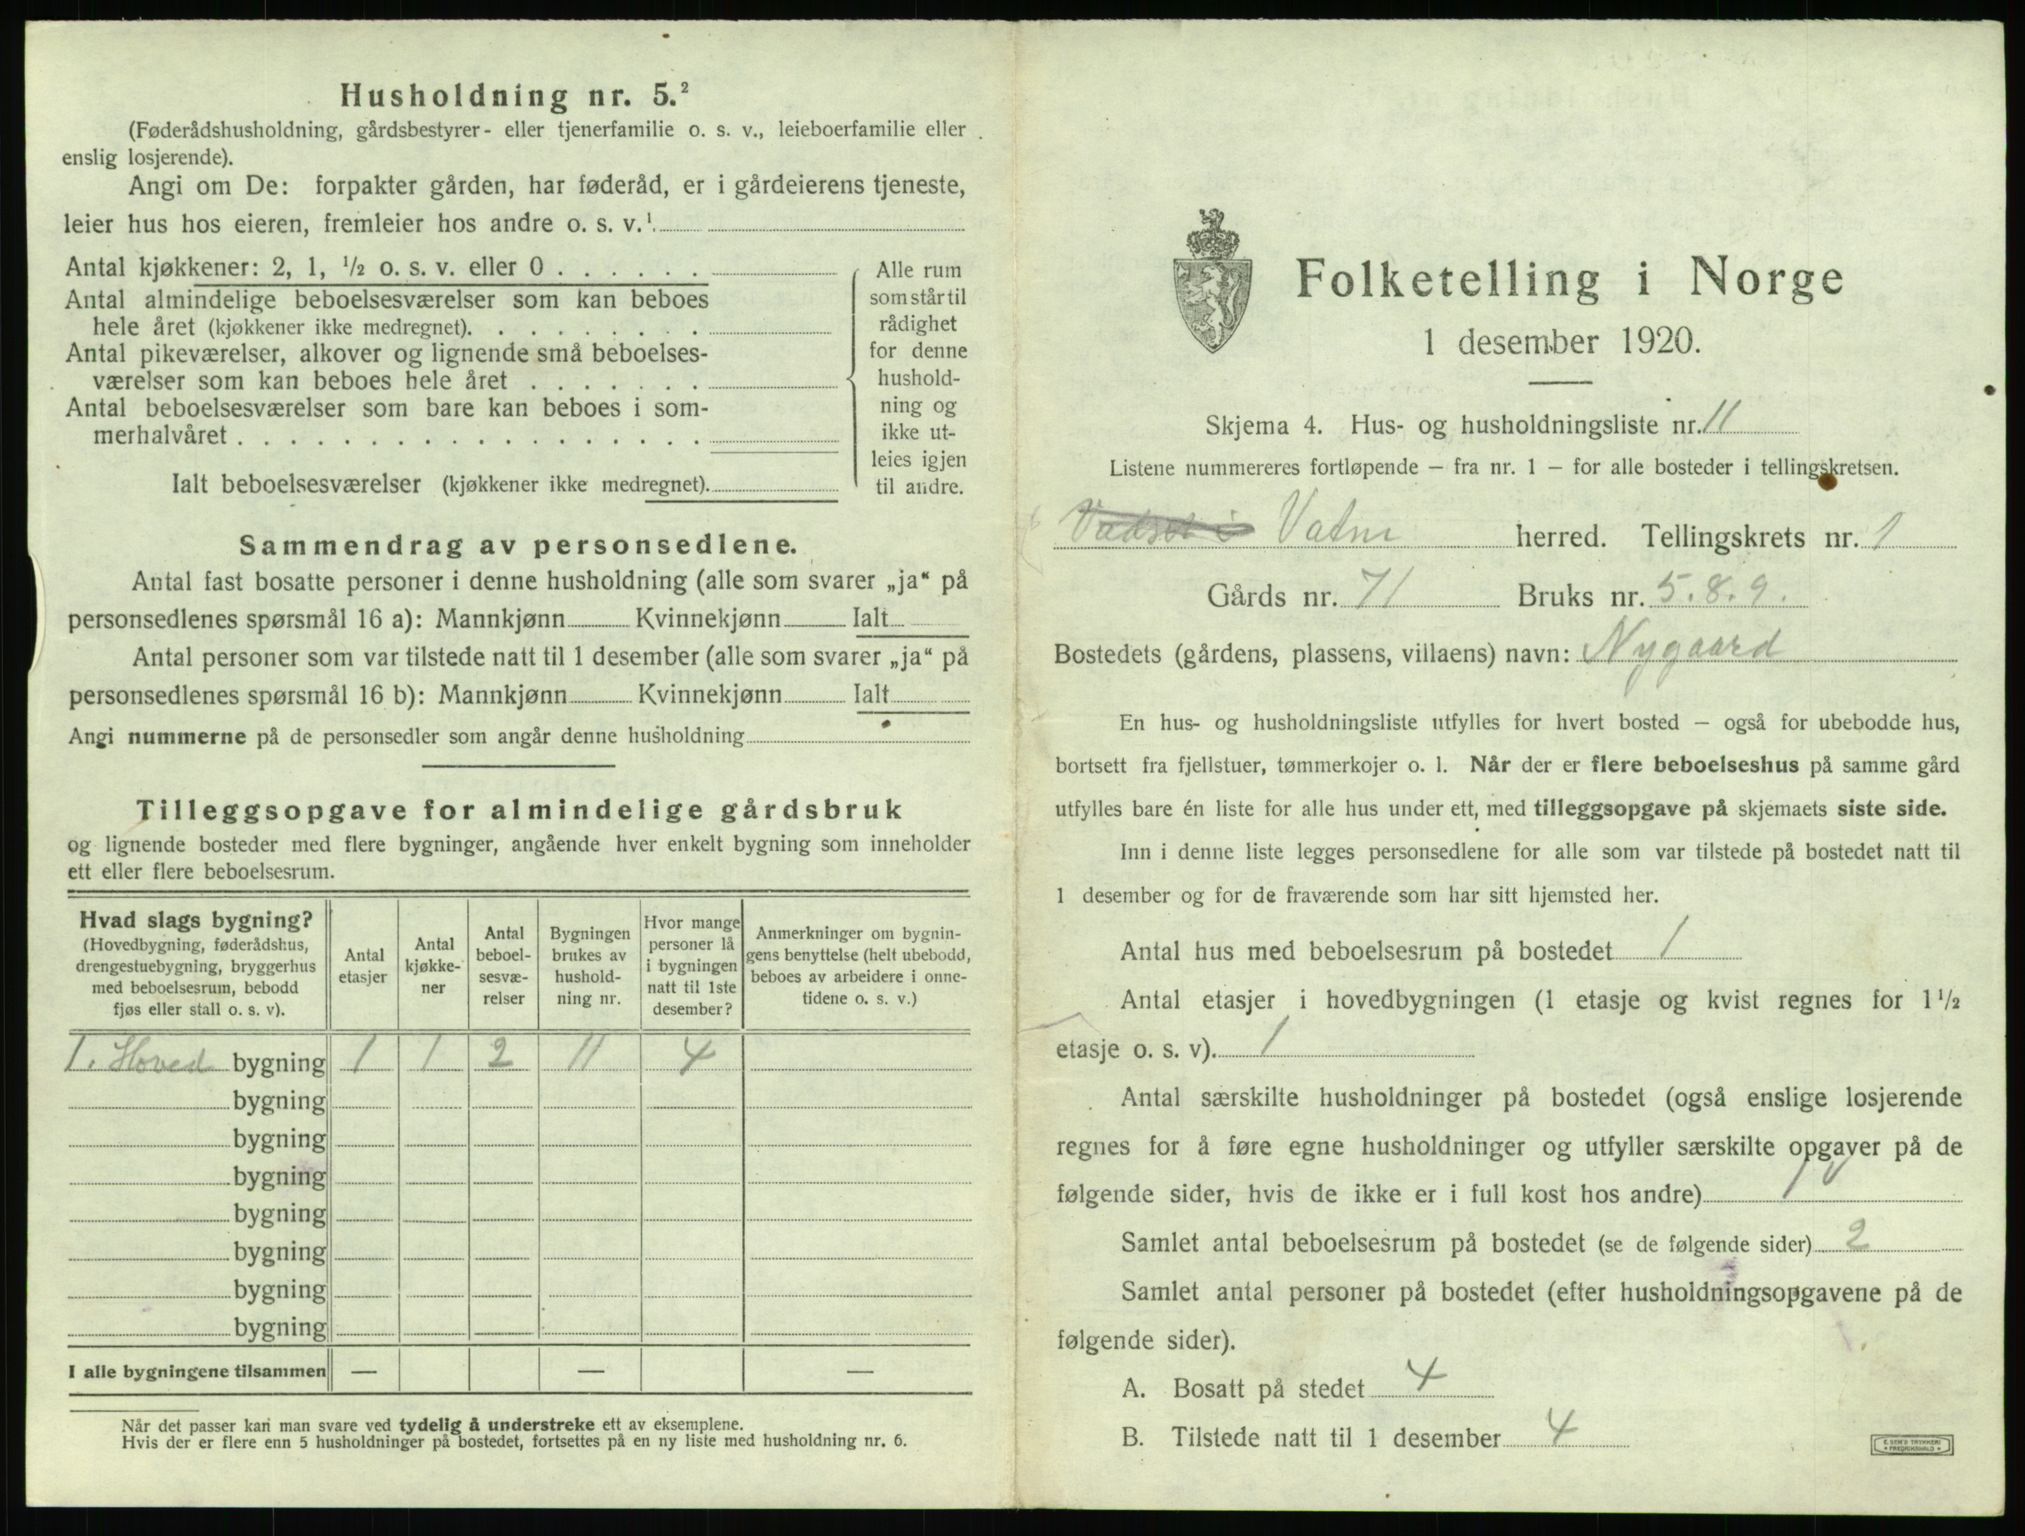 Husholdning nr. 5.²
(Føderådshusholdning, gårdsbestyrer- eller tjenerfamilie o. s. v., leieboerfamilie eller
enslig losjerende).
Angi om De: forpakter gården, har føderåd, er i gårdeierens tjeneste,
leier hus hos eieren, fremleier hos andre o. s. v.¹
Antal kjøkkener: 2, 1, ½ o. s. v. eller 0 . . . . . .
Antal almindelige beboelsesværelser som kan beboes
hele året (kjøkkener ikke medregnet). . . . . . . . .
Antal pikeværelser, alkover og lignende små beboelses-
værelser som kan beboes hele året . . . . . . .
Antal beboelsesværelser som bare kan beboes i som-
merhalvåret . . . . . . . . . . . . . . . . . .
Ialt beboelsesværelser (kjøkkener ikke medregnet).
Alle rum
som står til
rådighet
for denne
hushold-
ning og
ikke ut-
leies igjen
til andre.
Sammendrag av personsedlene.
Antal fast bosatte personer i denne husholdning (alle som svarer „ja“ på
personsedlenes spørsmål 16 a): Mannkjønn Kvinnekjønn Ialt
Antal personer som var tilstede natt til 1 desember (alle som svarer „ja“ på
personsedlenes spørsmål 16 b): Mannkjønn Kvinnekjønn Ialt
Angi nummerne på de personsedler som angår denne husholdning
Tilleggsopgave for almindelige gårdsbruk
og lignende bosteder med flere bygninger, angående hver enkelt bygning som inneholder
ett eller flere beboelsesrum.
Hvad slags bygning?
(Hovedbygning, føderådshus,
drengestuebygning, bryggerhus
med beboelsesrum, bebodd
fjøs eller stall o. s. v).
Antal
etasjer
Antal
kjøkke-
ner
Antal
beboel-
sesvæ-
relser
Bygningen
brukes av
hushold-
ning nr.
Hvor mange
personer lå
i bygningen
natt til 1ste
desember?
Anmerkninger om bygnin-
gens benyttelse (helt ubebodd,
beboes av arbeidere i onne-
tidene o. s. v.)
1. Hoved bygning 1 1 2 11 4
bygning
bygning
bygning
bygning
bygning
bygning
bygning
I alle bygningene tilsammen — — —
Når det passer kan man svare ved tydelig å understreke ett av eksemplene.
Hvis der er flere enn 5 husholdninger på bostedet, fortsettes på en ny liste med husholdning nr. 6.
Folketelling i Norge
1 desember 1920.
Skjema 4. Hus- og husholdningsliste nr. 11
Listene nummereres fortløpende — fra nr. 1 — for alle bosteder i tellingskretsen.
Vatne herred. Tellingskrets nr. 1
Gårds nr. 71 Bruks nr. 5.8.9.
Bostedets (gårdens, plassens, villaens) navn: Nygaard
En hus- og husholdningsliste utfylles for hvert bosted — også for ubebodde hus,
bortsett fra fjellstuer, tømmerkojer o. l. Når der er flere beboelseshus på samme gård
utfylles bare én liste for alle hus under ett, med tilleggsopgave på skjemaets siste side.
Inn i denne liste legges personsedlene for alle som var tilstede på bostedet natt til
1 desember og for de fraværende som har sitt hjemsted her.
Antal hus med beboelsesrum på bostedet 1
Antal etasjer i hovedbygningen (1 etasje og kvist regnes for 1½
etasje o. s. v). 1
Antal særskilte husholdninger på bostedet (også enslige losjerende
regnes for å føre egne husholdninger og utfyller særskilte opgaver på de
følgende sider, hvis de ikke er i full kost hos andre) 1
Samlet antal beboelsesrum på bostedet (se de følgende sider) 2
Samlet antal personer på bostedet (efter husholdningsopgavene på de
følgende sider).
A. Bosatt på stedet 4
B. Tilstede natt til 1 desember 4